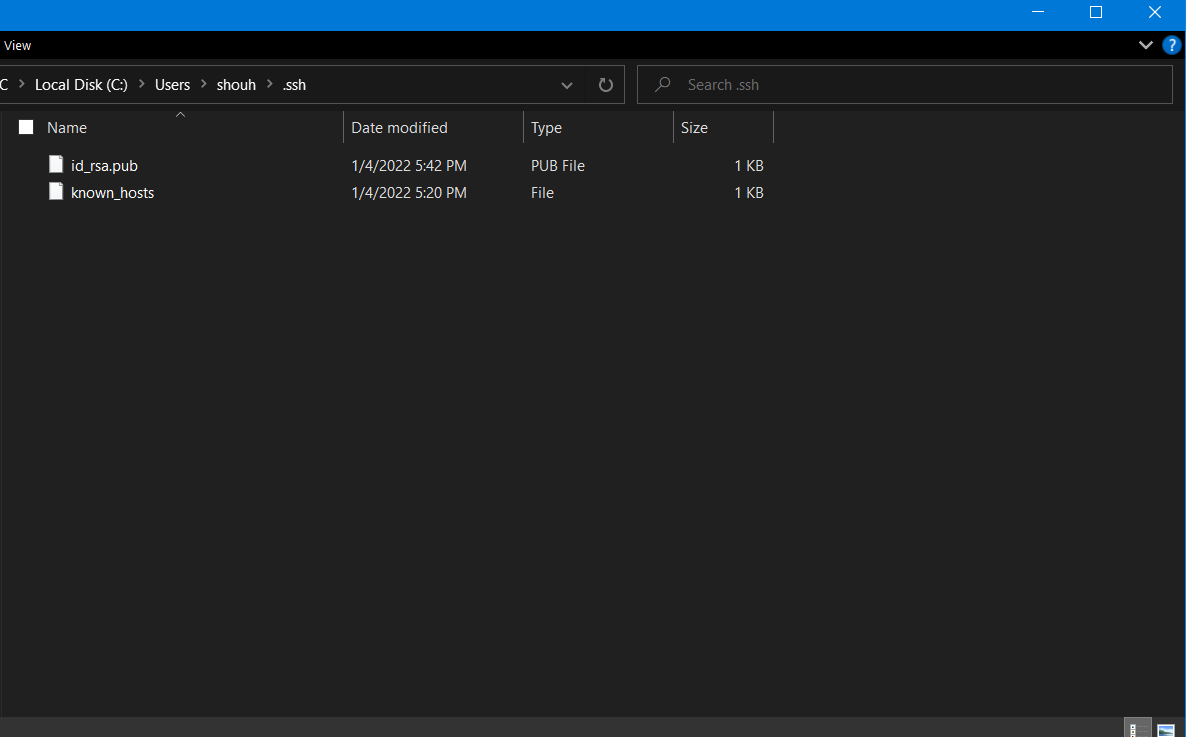 View
?
C > Local Disk (C:) > Users > shouh > .ssh
Search .ssh
Name Date modified Type Size
id_rsa.pub 1/4/2022 5:42 PM PUB File 1 KB
known_hosts 1/4/2022 5:20 PM File 1 KB